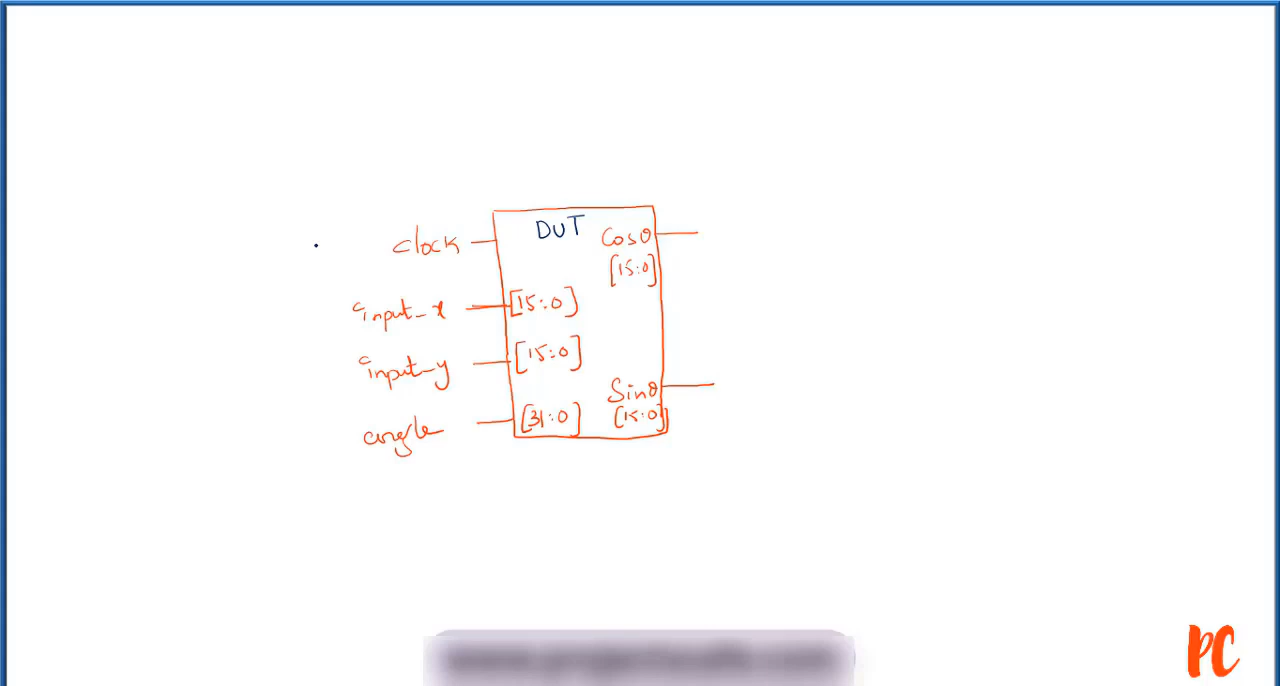 DUT
clock
Cosθ
[15:0]
input_x [15:0]
input_y [15:0]
Sinθ
angle [31:0] [15:0]
PC